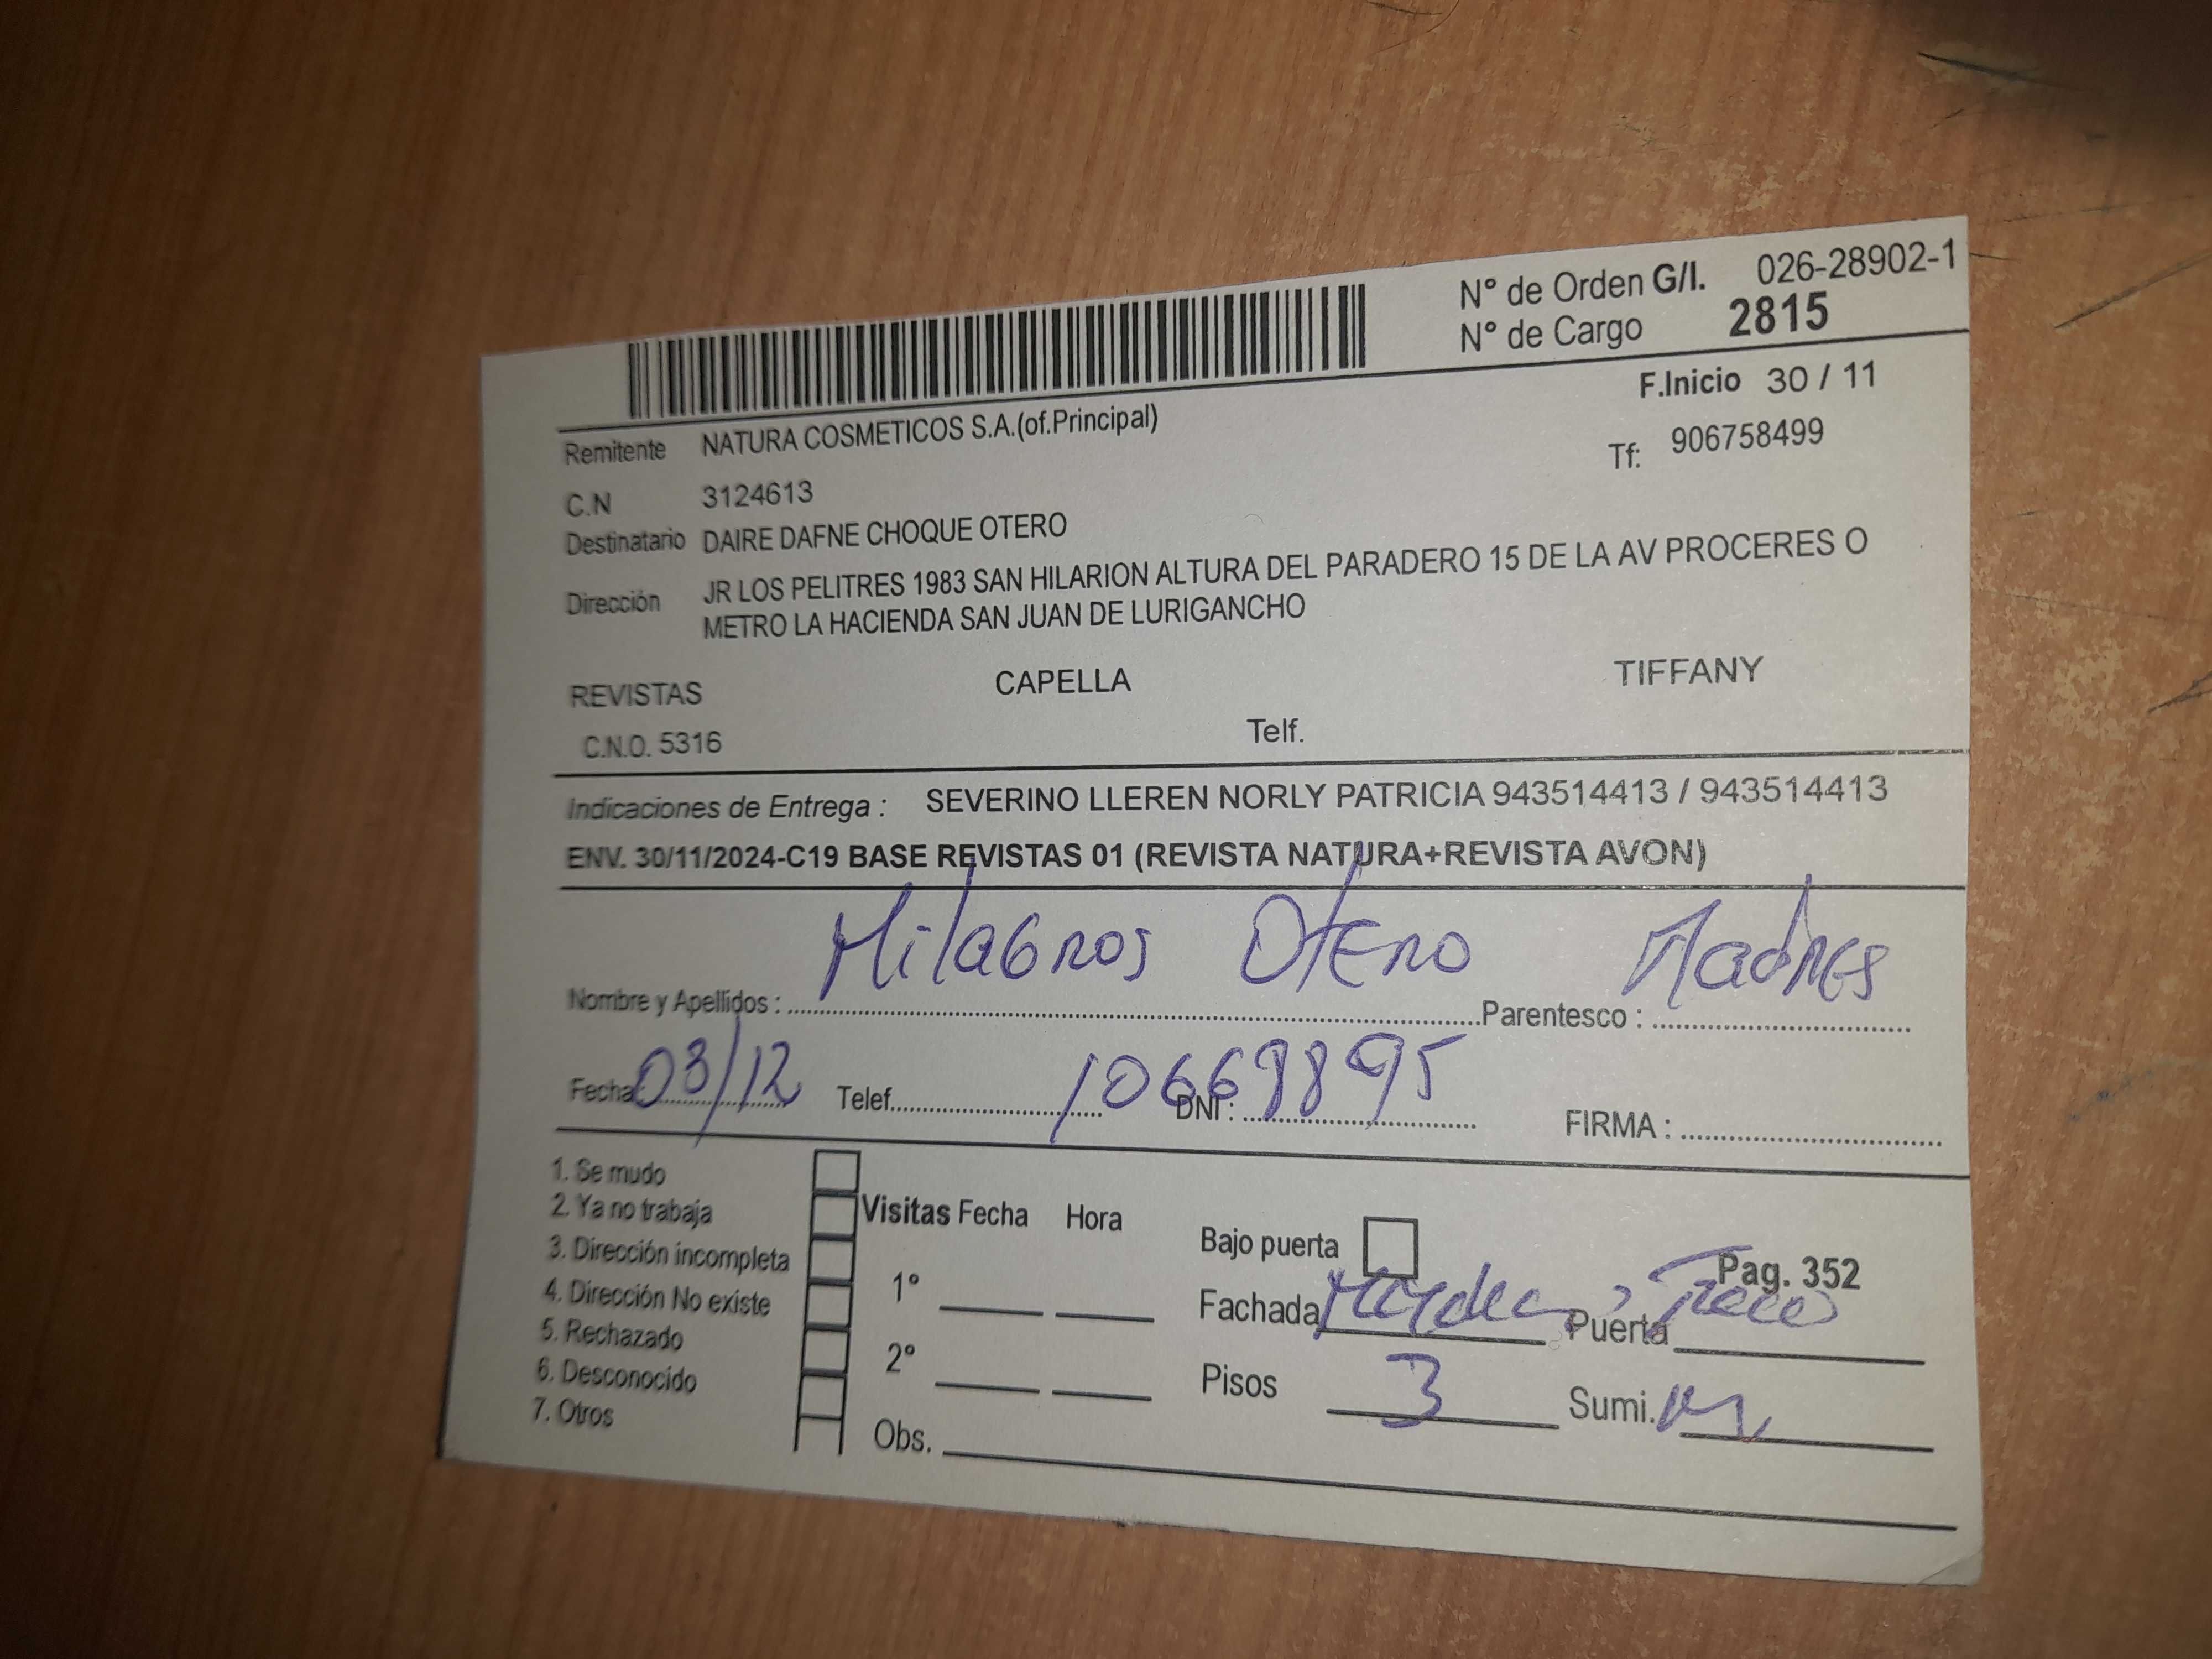 N° de Orden G/I. 026-28902-1
N° de Cargo 2815
F.Inicio 30 / 11
Remitente NATURA COSMETICOS S.A.(of.Principal)
Tf: 906758499
C.N 3124613
Destinatario DAIRE DAFNE CHOQUE OTERO
Dirección JR LOS PELITRES 1983 SAN HILARION ALTURA DEL PARADERO 15 DE LA AV PROCERES O
METRO LA HACIENDA SAN JUAN DE LURIGANCHO
REVISTAS CAPELLA TIFFANY
C.N.O. 5316 Telf.
Indicaciones de Entrega : SEVERINO LLEREN NORLY PATRICIA 943514413 / 943514413
ENV. 30/11/2024-C19 BASE REVISTAS 01 (REVISTA NATURA+REVISTA AVON)
Nombre y Apellidos : Milagros Otero Parentesco : Madres
Fecha 03/12 Telef. DNI : 10669895 FIRMA :
1. Se mudo
2. Ya no trabaja
3. Dirección incompleta
4. Dirección No existe
5. Rechazado
6. Desconocido
7. Otros
Visitas Fecha Hora
1°
2°
Obs.
Bajo puerta
Pag. 352
Fachada Puerta
Pisos 3 Sumi.